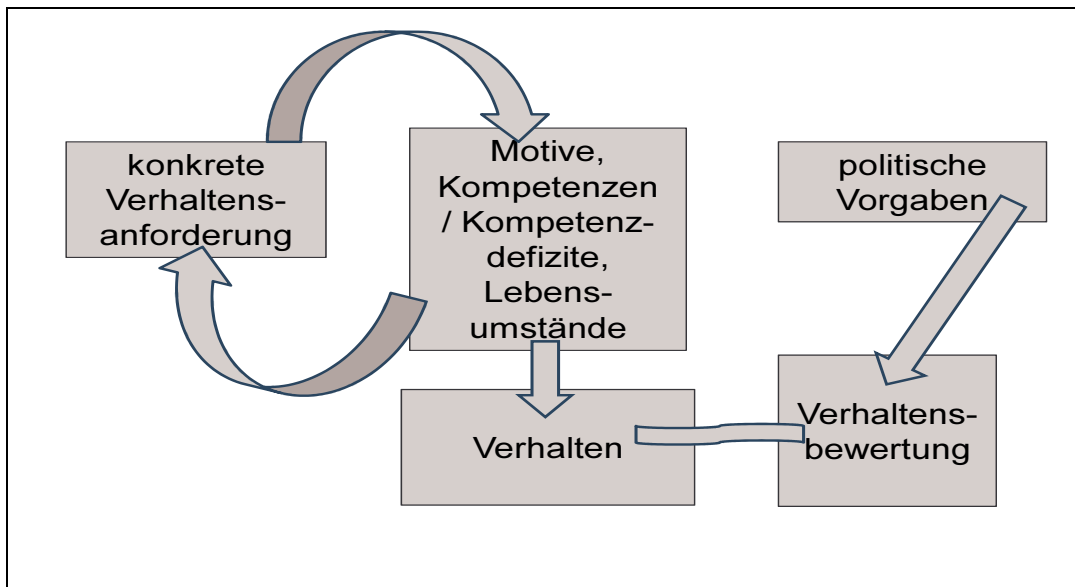 konkrete
Verhaltens-
anforderung
Motive,
Kompetenzen
/ Kompetenz-
defizite,
Lebens-
umstände
politische
Vorgaben
Verhalten
Verhaltens-
bewertung